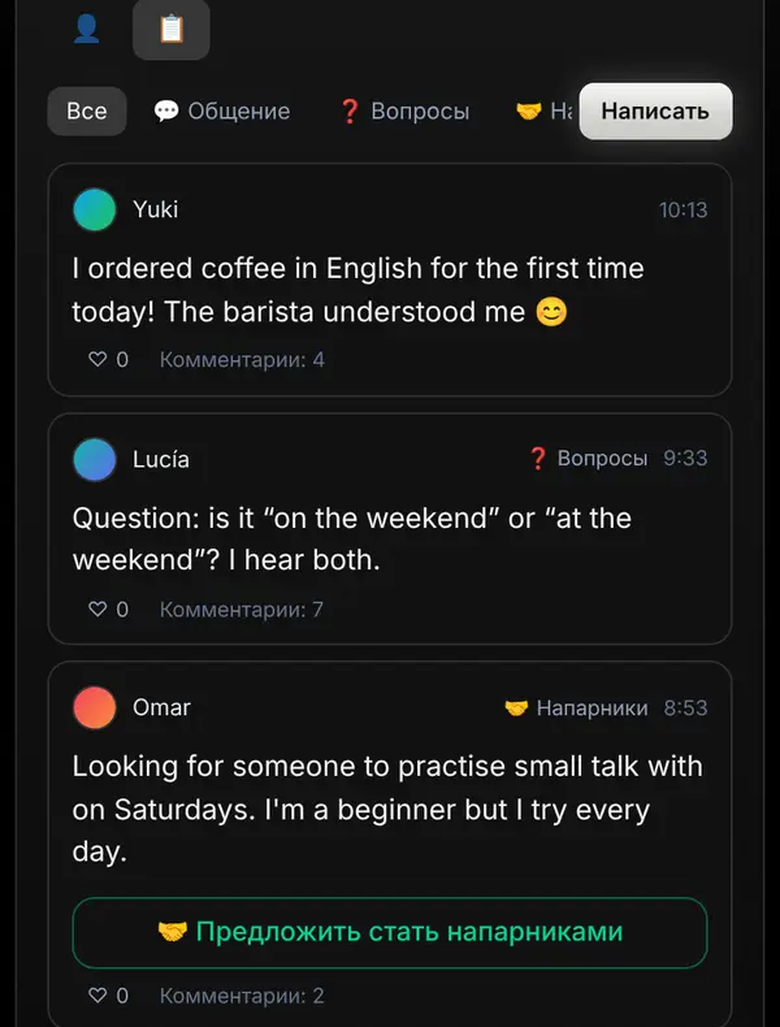 Все 💬 Общение ❓ Вопросы 🤝 На Написать
Yuki 10:13
I ordered coffee in English for the first time
today! The barista understood me 😊
♡ 0 Комментарии: 4
Lucía ❓ Вопросы 9:33
Question: is it “on the weekend” or “at the
weekend”? I hear both.
♡ 0 Комментарии: 7
Omar 🤝 Напарники 8:53
Looking for someone to practise small talk with
on Saturdays. I'm a beginner but I try every
day.
🤝 Предложить стать напарниками
♡ 0 Комментарии: 2